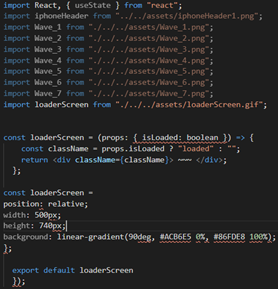 import React, { useState } from "react";
import iphoneHeader from "../../assets/iphoneHeader1.png";
import Wave_1 from "./../../assets/Wave_1.png";
import Wave_2 from "./../../assets/Wave_2.png";
import Wave_3 from "./../../assets/Wave_3.png";
import Wave_4 from "./../../assets/Wave_4.png";
import Wave_5 from "./../../assets/Wave_5.png";
import Wave_6 from "./../../assets/Wave_6.png";
import Wave_7 from "./../../assets/Wave_7.png";
import loaderScreen from "./../../assets/loaderScreen.gif";
const loaderScreen = (props: { isLoaded: boolean }) => {
const className = props.isLoaded ? "loaded" : "";
return <div className={className}> ~~~ </div>;
};
const loaderScreen =
position: relative;
width: 500px;
height: 740px;
background: linear-gradient(90deg, #ACB6E5 0%, #86FDE8 100%);
};
export default loaderScreen
});